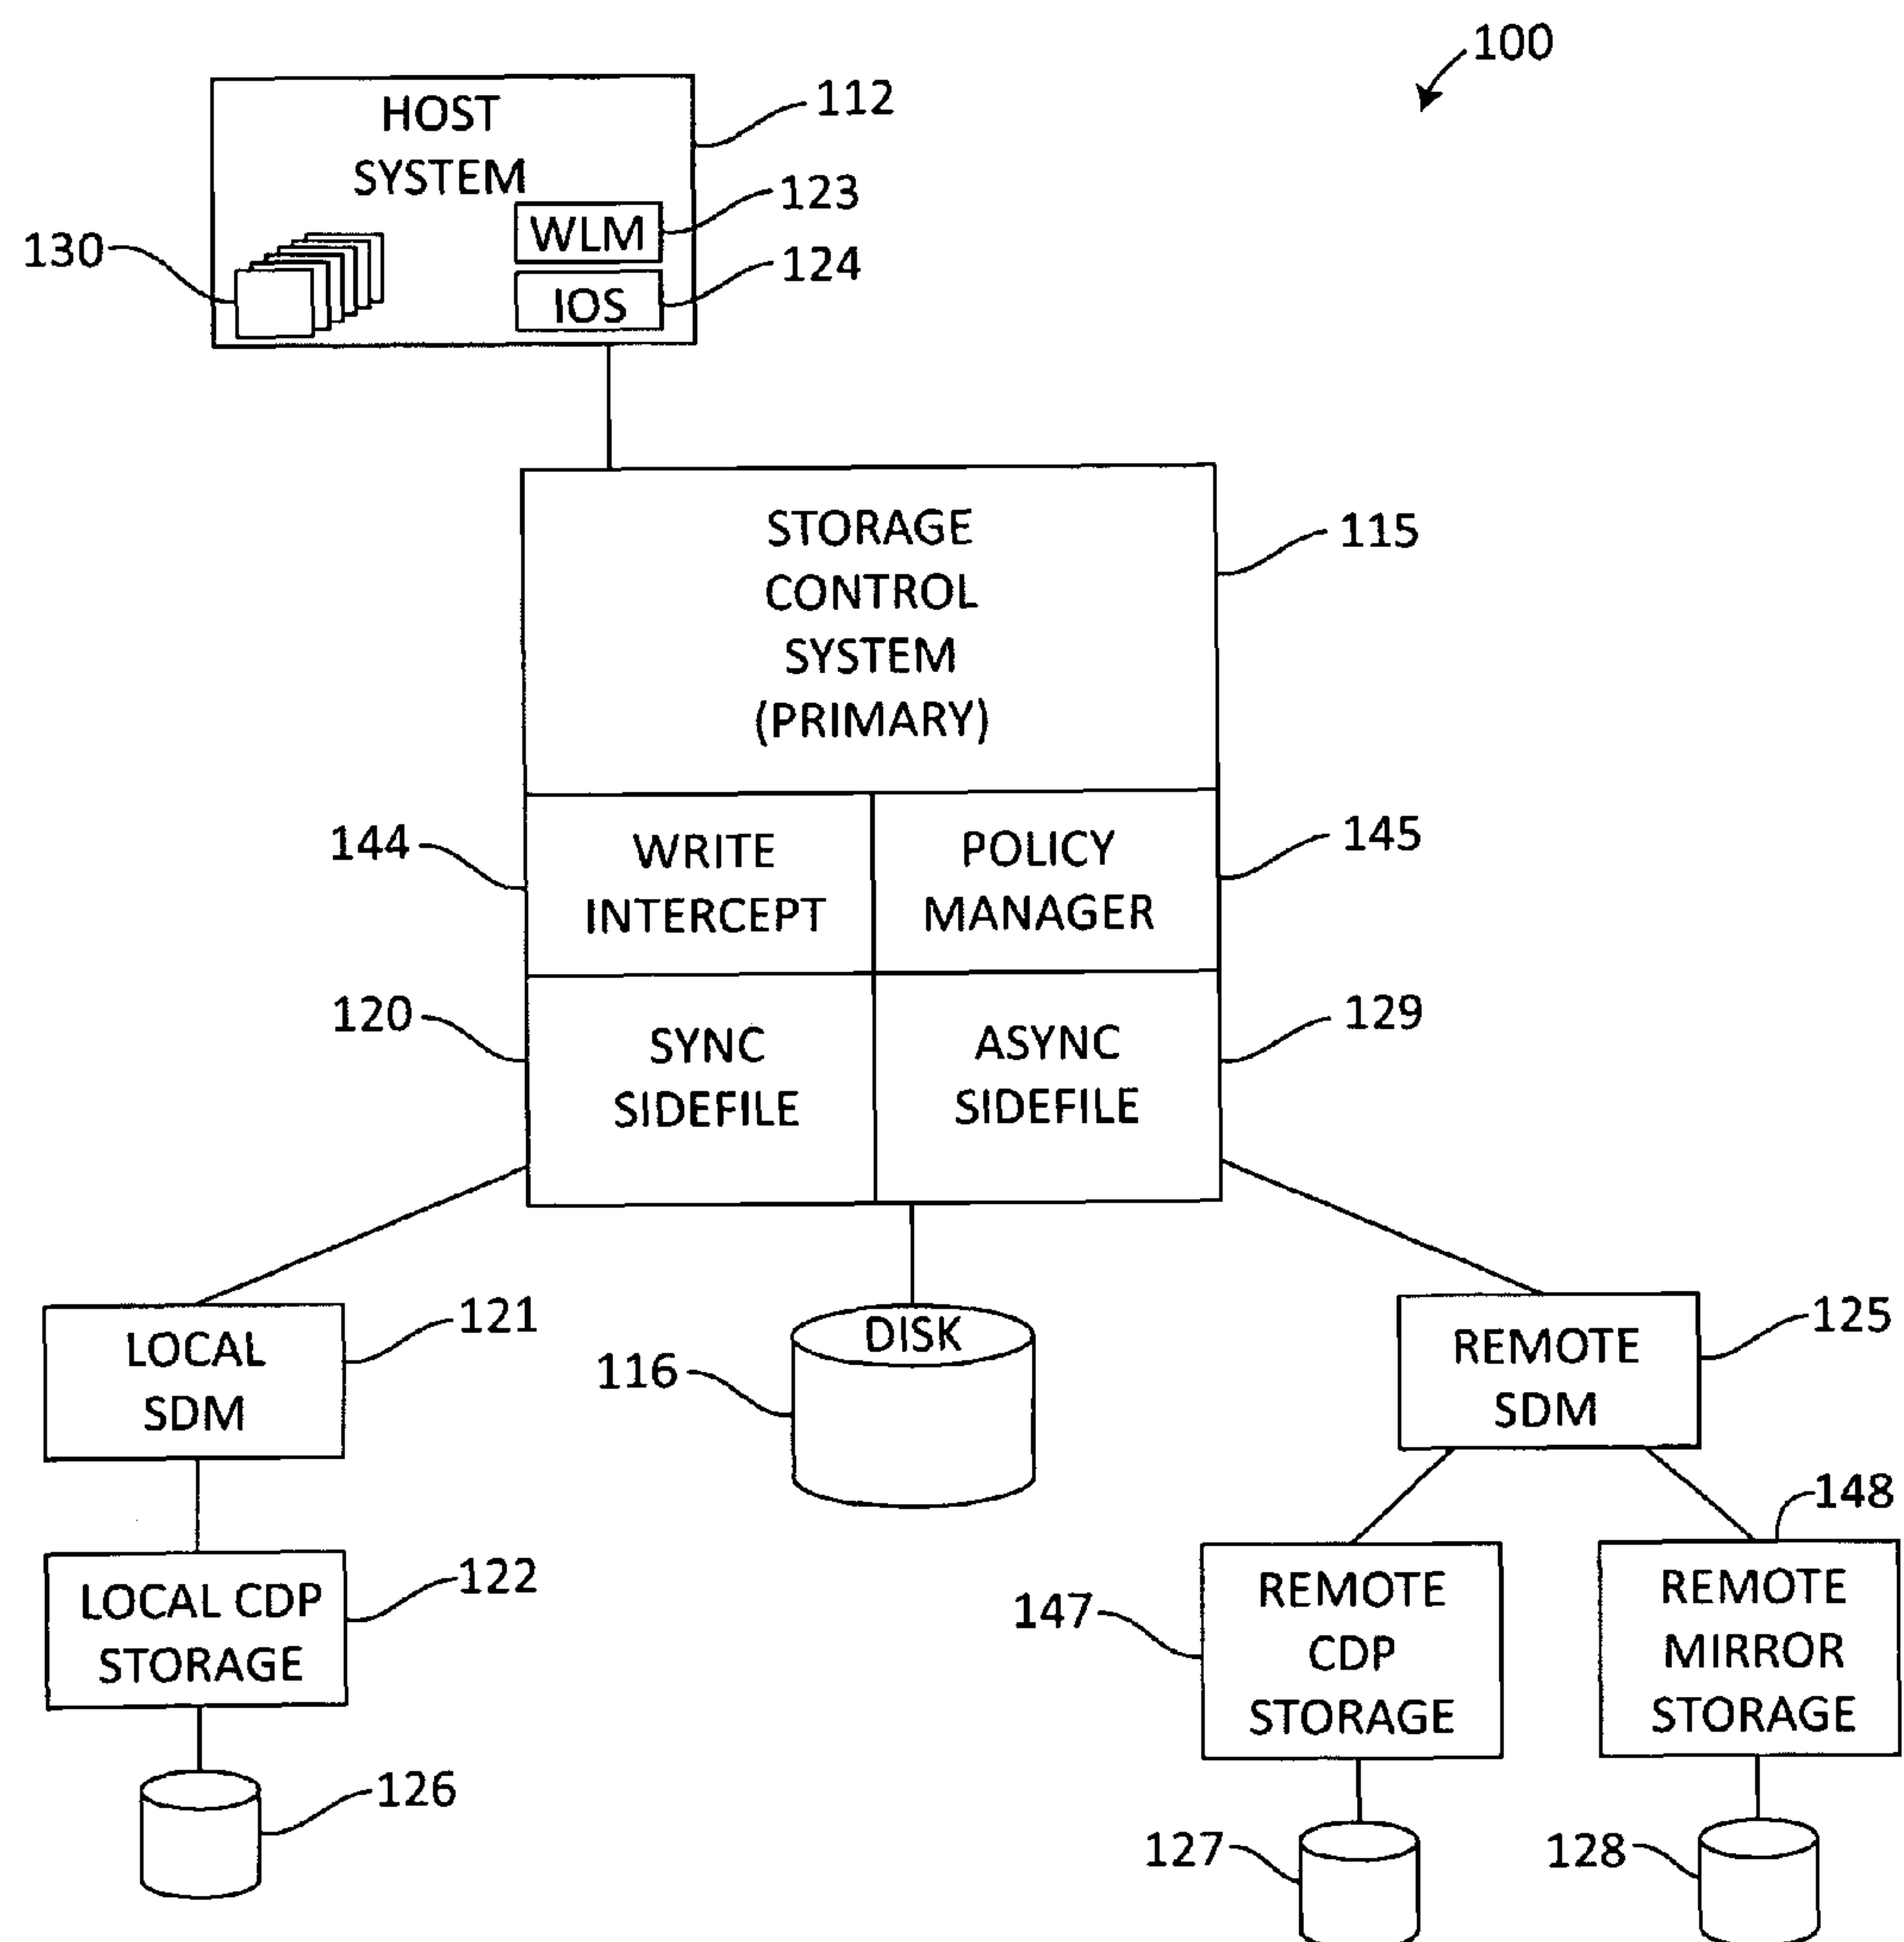 100
HOST
SYSTEM
112
WLM
123
130
IOS
124
STORAGE
CONTROL
SYSTEM
(PRIMARY)
115
144
WRITE
INTERCEPT
POLICY
MANAGER
145
120
SYNC
SIDEFILE
ASYNC
SIDEFILE
129
LOCAL
SDM
121
DISK
116
REMOTE
SDM
125
LOCAL CDP
STORAGE
122
147
REMOTE
CDP
STORAGE
148
REMOTE
MIRROR
STORAGE
126
127
128